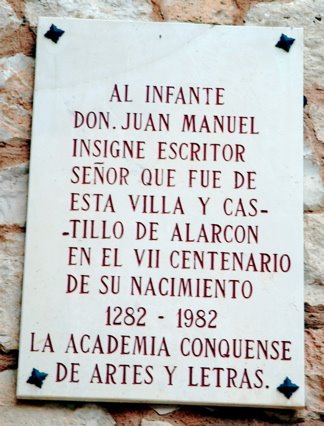 AL INFANTE
DON.JUAN MANUEL
INSIGNE ESCRITOR
SEÑOR QUE FUE DE
ESTA VILLA Y CAS-
-TILLO DE ALARCON
EN EL VII CENTENARIO
DE SU NACIMIENTO
1282 - 1982
LA ACADEMIA CONQUENSE
DE ARTES Y LETRAS.